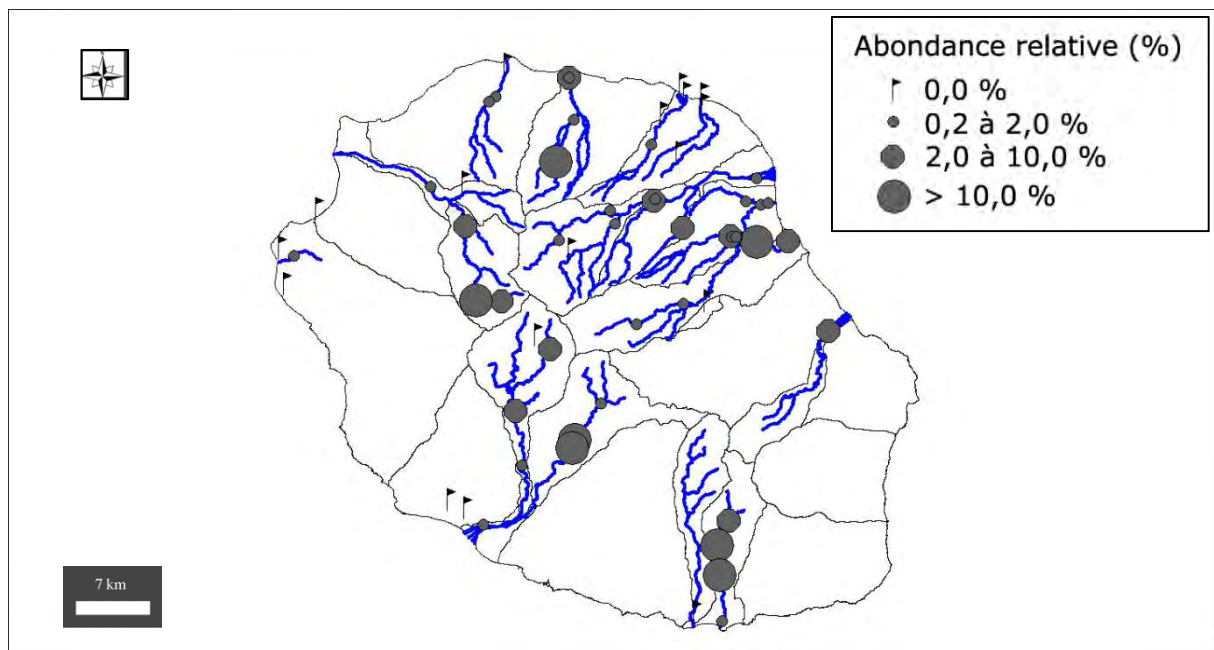 Abondance relative (%)
0,0 %
0,2 à 2,0 %
2,0 à 10,0 %
> 10,0 %
7 km